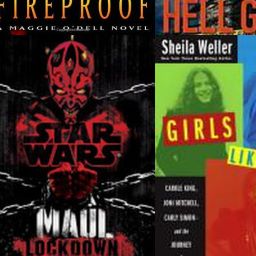 FIREPROOF
A MAGGIE O'DELL NOVEL
STAR
WARS
MAUL
LOCKDOWN
HELL G
Sheila Weller
GIRLS
LIK
CAROLE KING,
JONI MITCHELL,
CARLY SIMON—
and the
JOURNEY